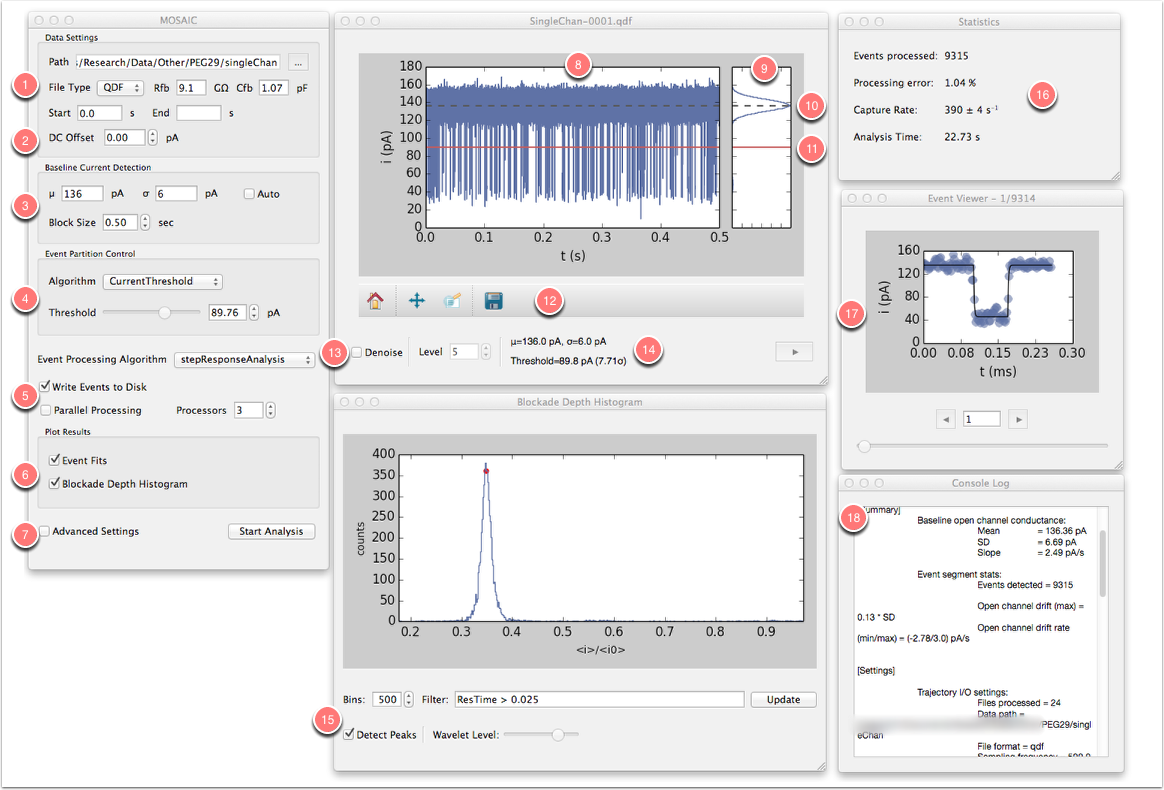 MOSAIC
Data Settings
Path :/Research/Data/Other/PEG29/singleChan ...
1
File Type QDF Rfb 9.1 GΩ Cfb 1.07 pF
Start 0.0 s End s
2
DC Offset 0.00 pA
Baseline Current Detection
3
μ 136 pA σ 6 pA Auto
Block Size 0.50 sec
Event Partition Control
4
Algorithm CurrentThreshold
Threshold 89.76 pA
Event Processing Algorithm stepResponseAnalysis
5
Write Events to Disk
Parallel Processing Processors 3
Plot Results
6
Event Fits
Blockade Depth Histogram
7
Advanced Settings Start Analysis
SingleChan-0001.qdf
8
9
10
11
i (pA)
180
160
140
120
100
80
60
40
20
0
0.0 0.1 0.2 0.3 0.4 0.5
t (s)
12
13
Denoise Level 5
μ=136.0 pA, σ=6.0 pA
Threshold=89.8 pA (7.71σ)
14
Blockade Depth Histogram
counts
400
350
300
250
200
150
100
50
0
0.2 0.3 0.4 0.5 0.6 0.7 0.8 0.9
<i>/<i0>
Bins: 500 Filter: ResTime > 0.025 Update
15
Detect Peaks Wavelet Level:
Statistics
Events processed: 9315
Processing error: 1.04 %
Capture Rate: 390 ± 4 s⁻¹
Analysis Time: 22.73 s
16
Event Viewer - 1/9314
17
i (pA)
160
120
80
40
0
0.00 0.08 0.15 0.23 0.30
t (ms)
1
Console Log
18
summary]
Baseline open channel conductance:
Mean = 136.36 pA
SD = 6.69 pA
Slope = 2.49 pA/s
Event segment stats:
Events detected = 9315
Open channel drift (max) =
0.13 * SD
Open channel drift rate
(min/max) = (-2.78/3.0) pA/s
[Settings]
Trajectory I/O settings:
Files processed = 24
Data path =
PEG29/singl
eChan
File format = qdf
Sampling frequency =